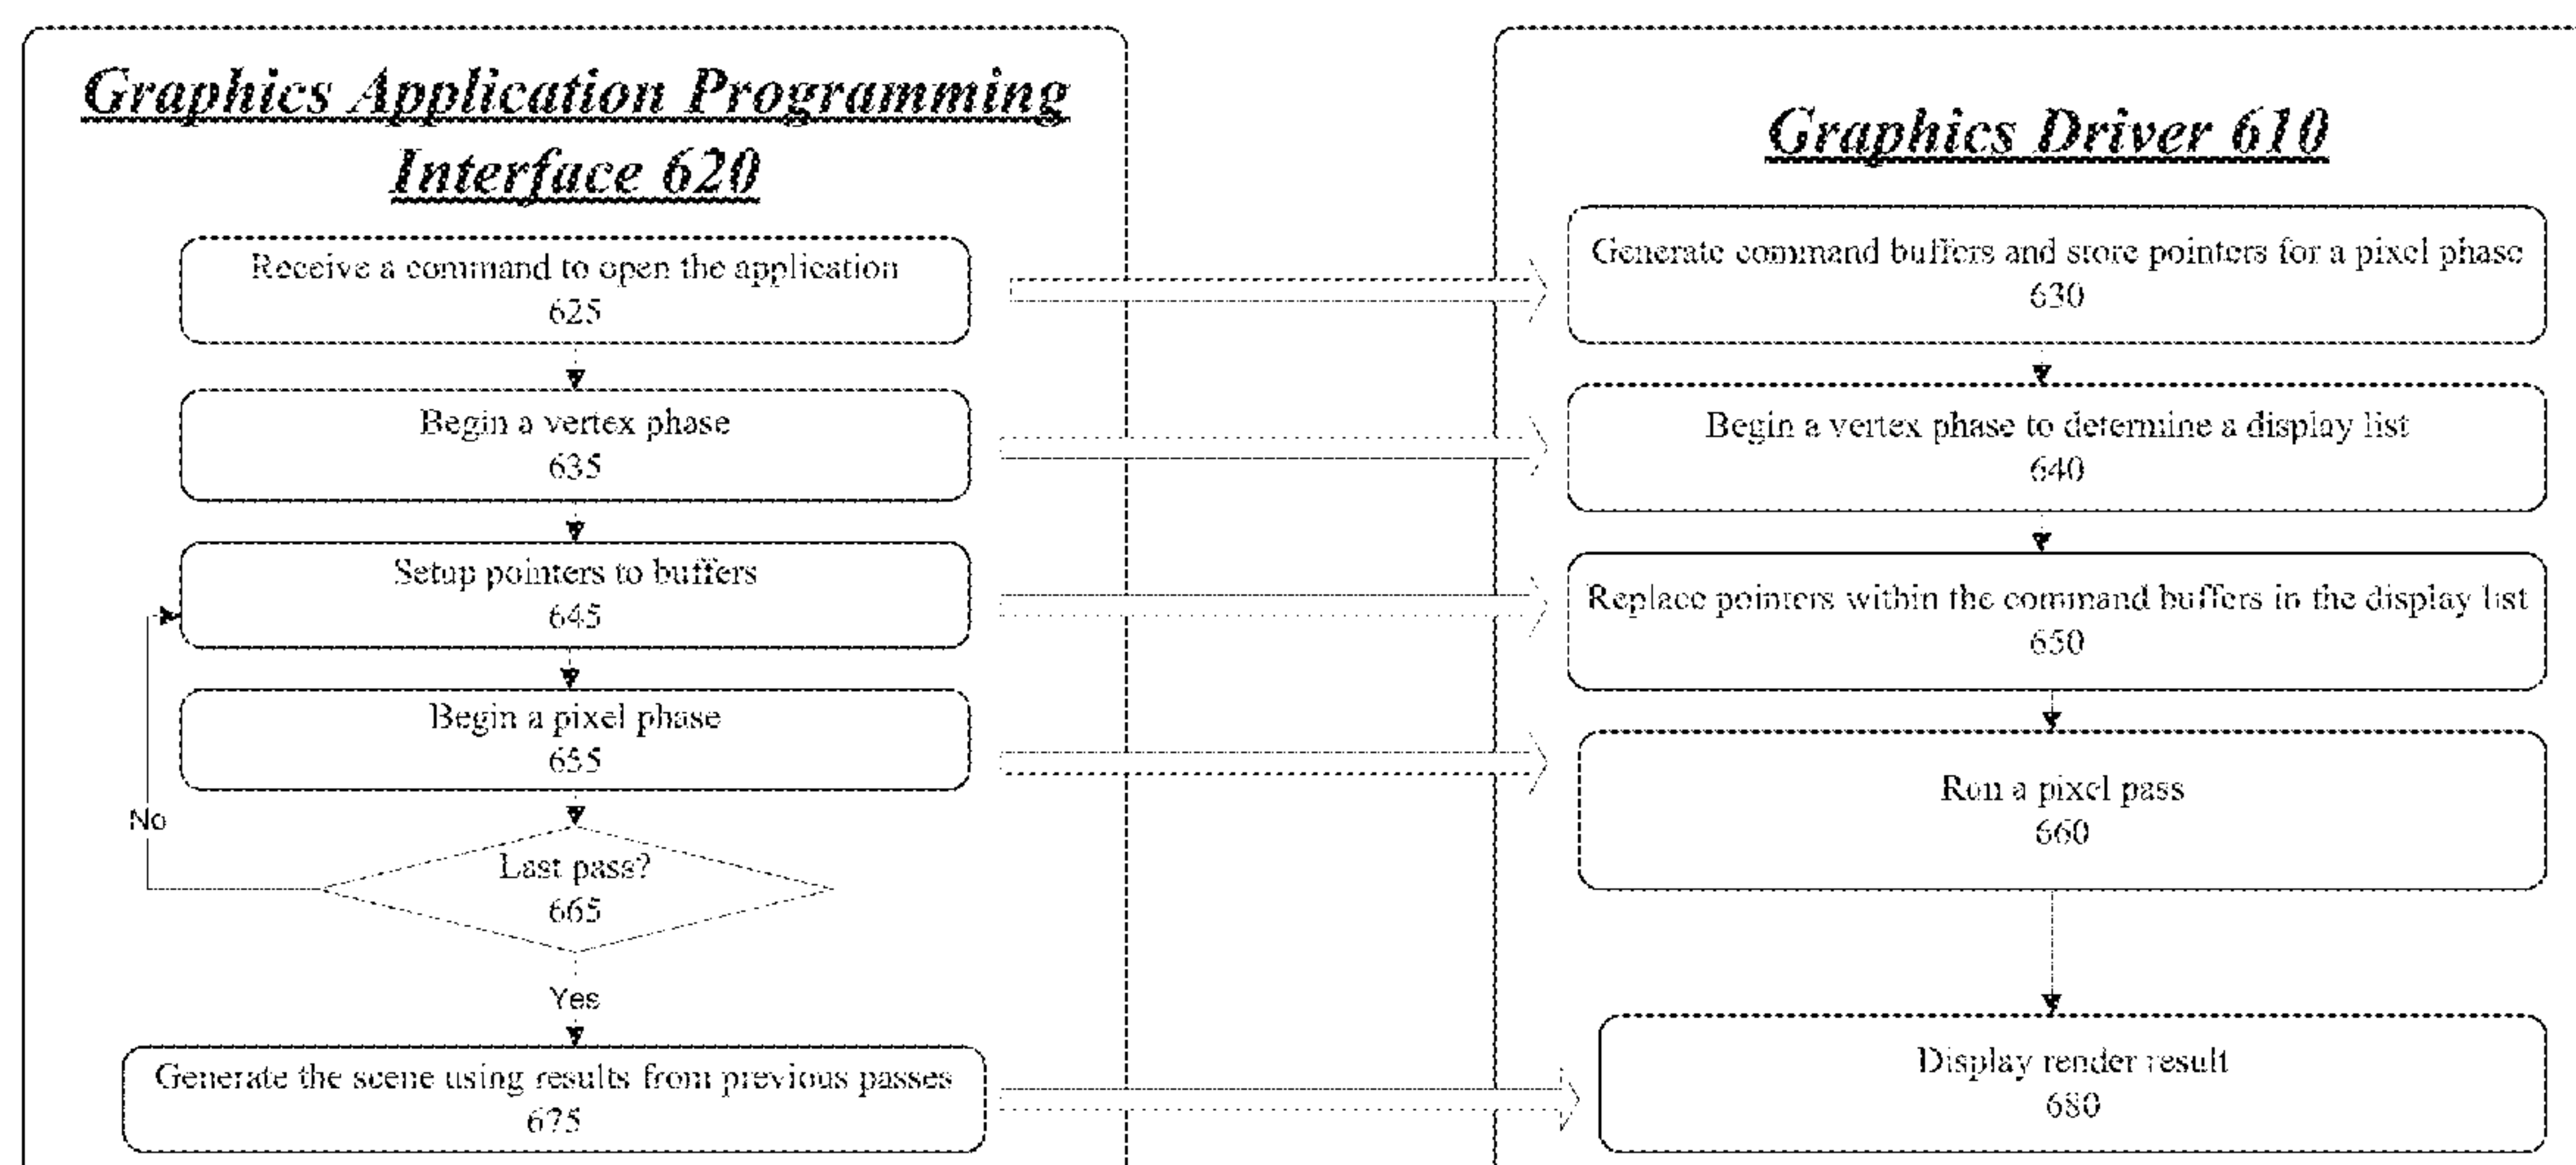 Graphics Application Programming
Interface 620
Receive a command to open the application
625
Begin a vertex phase
635
Setup pointers to buffers
645
Begin a pixel phase
655
No
Last pass?
665
Yes
Generate the scene using results from previous passes
675
Graphics Driver 610
Generate command buffers and store pointers for a pixel phase
630
Begin a vertex phase to determine a display list
640
Replace pointers within the command buffers in the display list
650
Run a pixel pass
660
Display render result
680